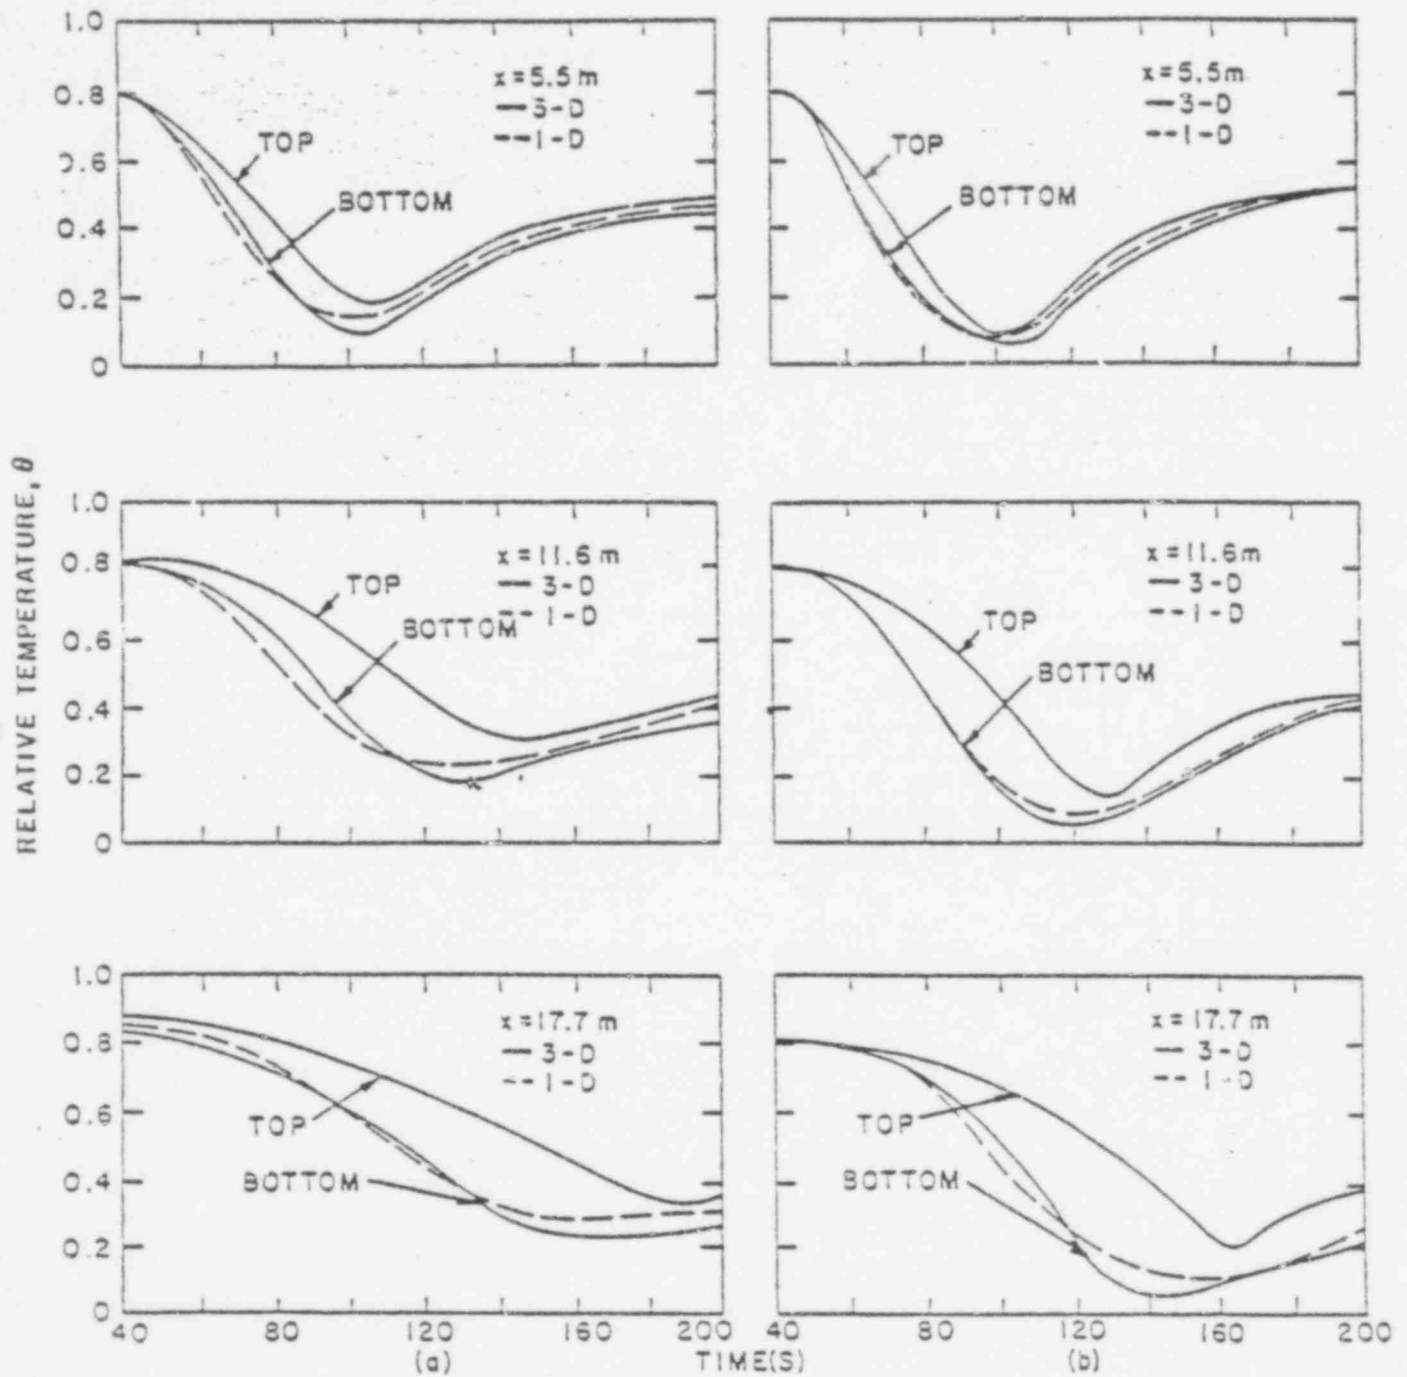 1.0
0.8
0.6
0.4
0.2
0
x=5.5 m
3-D
1-D
TOP
BOTTOM
x=5.5m
3-D
1-D
TOP
BOTTOM
RELATIVE TEMPERATURE, θ
1.0
0.8
0.6
0.4
0.2
0
x=11.6 m
3-D
1-D
TOP
BOTTOM
x=11.6m
3-D
1-D
TOP
BOTTOM
1.0
0.8
0.6
0.4
0.2
0
x=17.7 m
3-D
1-D
TOP
BOTTOM
x=17.7 m
3-D
1-D
TOP
BOTTOM
40 80 120 160 200 40 80 120 160 200
(a) TIME(S) (b)